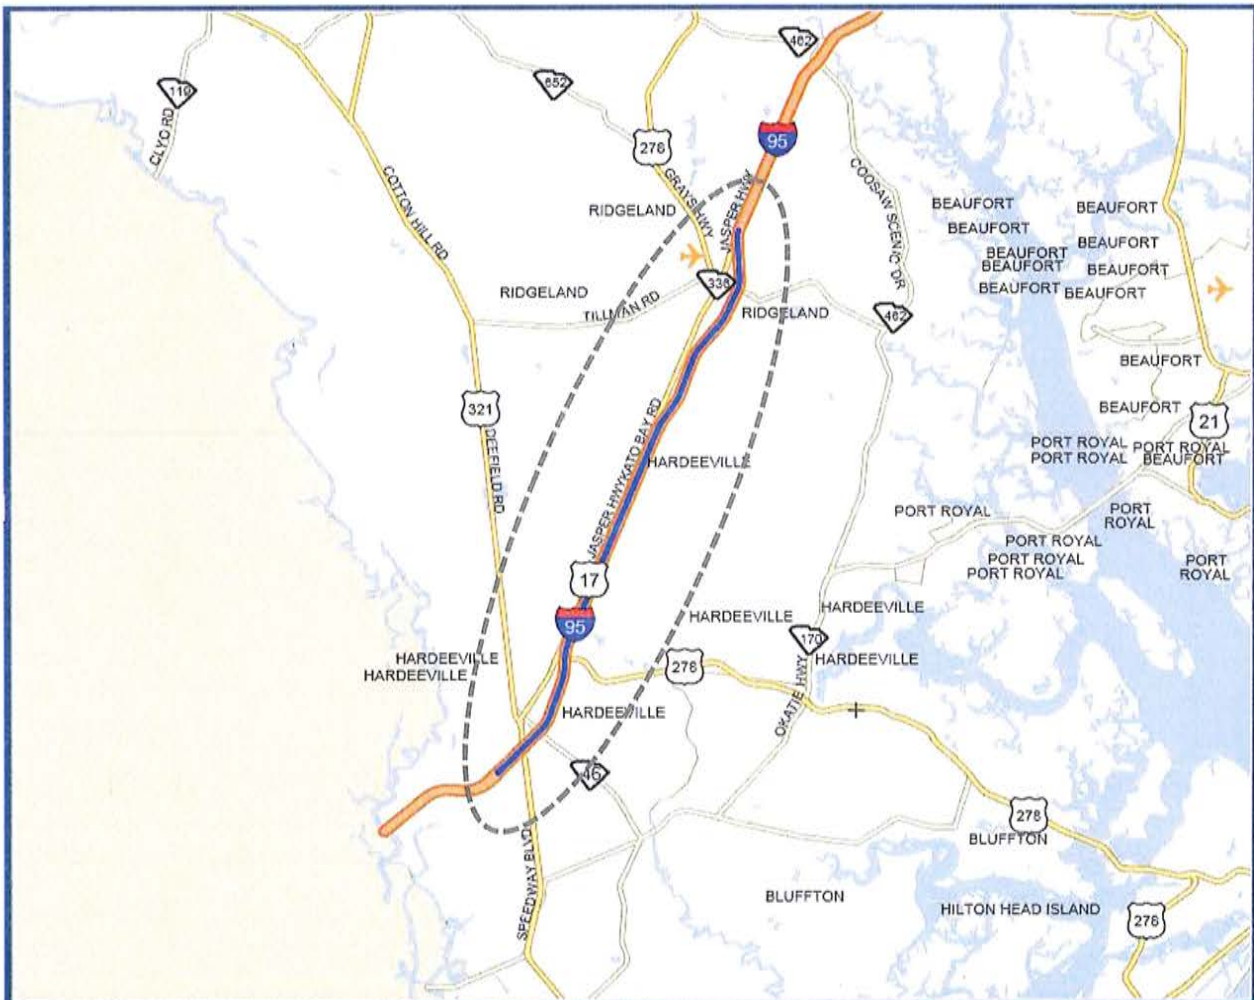 462
119
652
95
278
CLYO RD
COTTON HILL RD
GRAYS HWY
JASPER HWY
COOSAW SCENIC DR
RIDGELAND
BEAUFORT
BEAUFORT
BEAUFORT
BEAUFORT
BEAUFORT
BEAUFORT
BEAUFORT
BEAUFORT
BEAUFORT
336
RIDGELAND
TILLMAN RD
RIDGELAND
462
BEAUFORT
321
BEAUFORT
21
DEEFIELD RD
JASPER HWYKATO BAY RD
HARDEEVILLE
PORT ROYAL
PORT ROYAL
PORT ROYAL
BEAUFORT
PORT ROYAL
PORT
ROYAL
PORT ROYAL
PORT ROYAL
PORT ROYAL
PORT
ROYAL
17
95
HARDEEVILLE
HARDEEVILLE
170
HARDEEVILLE
HARDEEVILLE
HARDEEVILLE
278
OKATIE HWY
HARDEEVILLE
46
278
BLUFFTON
SPEEDWAY BLVD
BLUFFTON
HILTON HEAD ISLAND
278